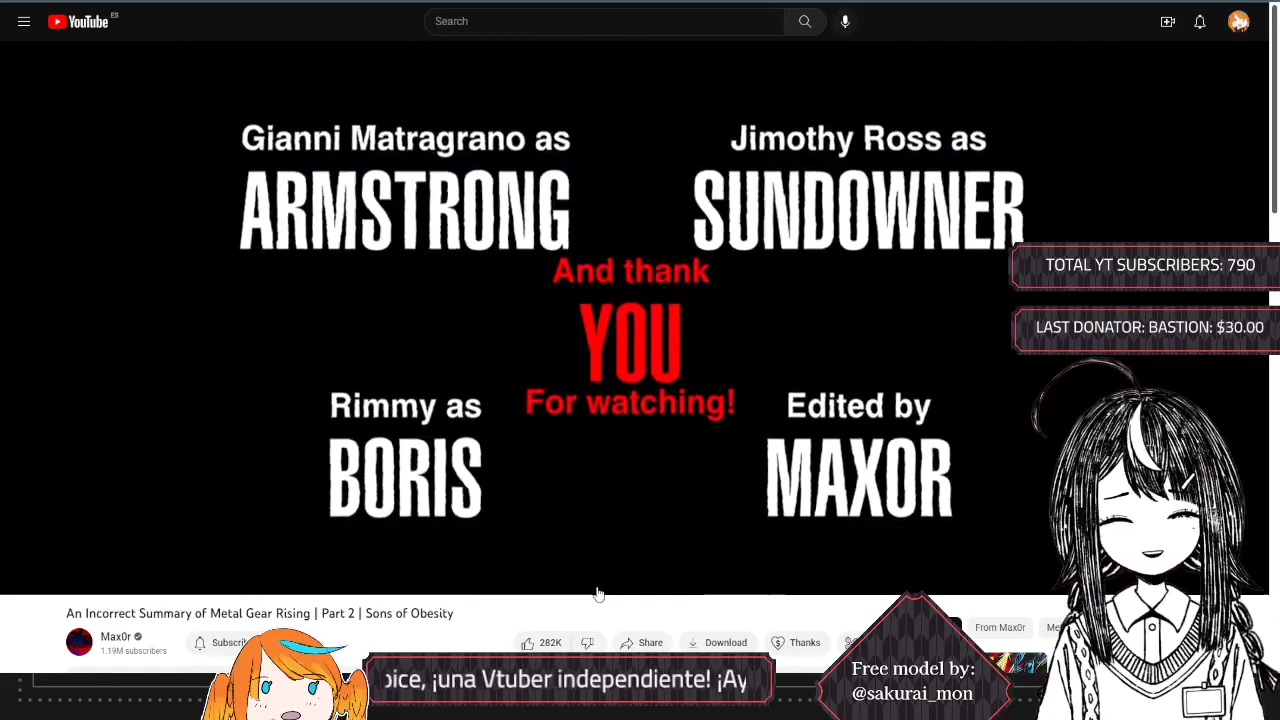 YouTube ES
Search
Gianni Matragrano as
ARMSTRONG
Jimothy Ross as
SUNDOWNER
And thank
YOU
For watching!
Rimmy as
BORIS
Edited by
MAXOR
TOTAL YT SUBSCRIBERS: 790
LAST DONATOR: BASTION: $30.00
An Incorrect Summary of Metal Gear Rising | Part 2 | Sons of Obesity
Max0r
1.19M subscribers
282K
Share
Download
Thanks
From Max0r
una Vtuber independiente!
Free model by:
@sakurai_mon